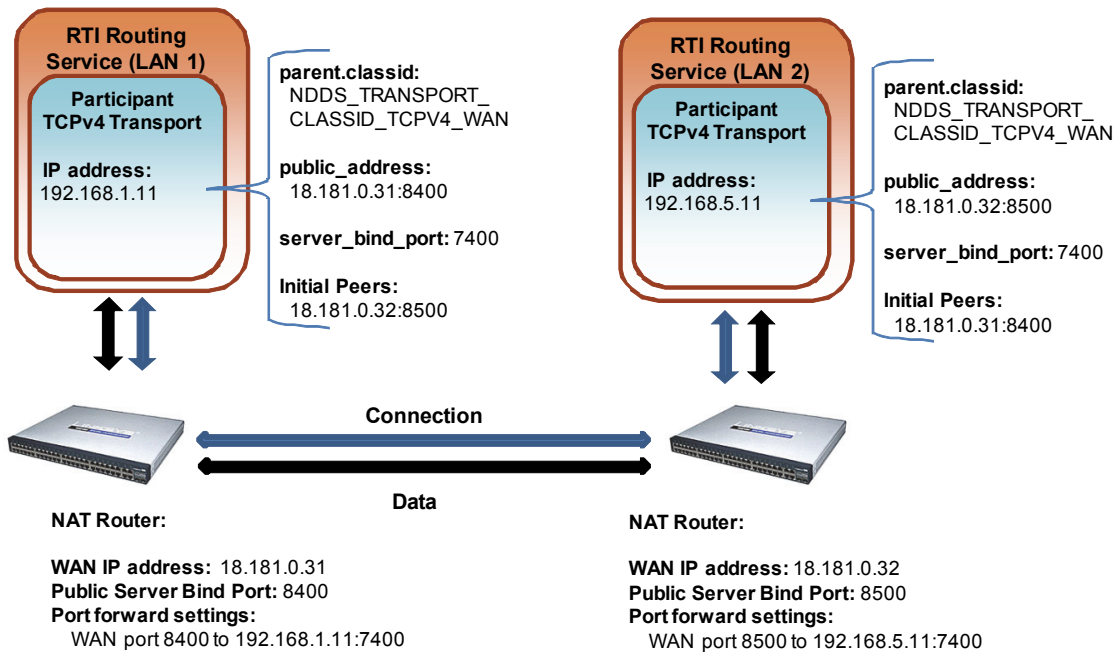 RTI Routing
Service (LAN 1)
Participant
TCPv4 Transport
IP address:
192.168.1.11
parent.classid:
NDDS_TRANSPORT_
CLASSID_TCPV4_WAN
public_address:
18.181.0.31:8400
server_bind_port: 7400
Initial Peers:
18.181.0.32:8500
RTI Routing
Service (LAN 2)
Participant
TCPv4 Transport
IP address:
192.168.5.11
parent.classid:
NDDS_TRANSPORT_
CLASSID_TCPV4_WAN
public_address:
18.181.0.32:8500
server_bind_port: 7400
Initial Peers:
18.181.0.31:8400
Connection
Data
NAT Router:
WAN IP address: 18.181.0.31
Public Server Bind Port: 8400
Port forward settings:
WAN port 8400 to 192.168.1.11:7400
NAT Router:
WAN IP address: 18.181.0.32
Public Server Bind Port: 8500
Port forward settings:
WAN port 8500 to 192.168.5.11:7400